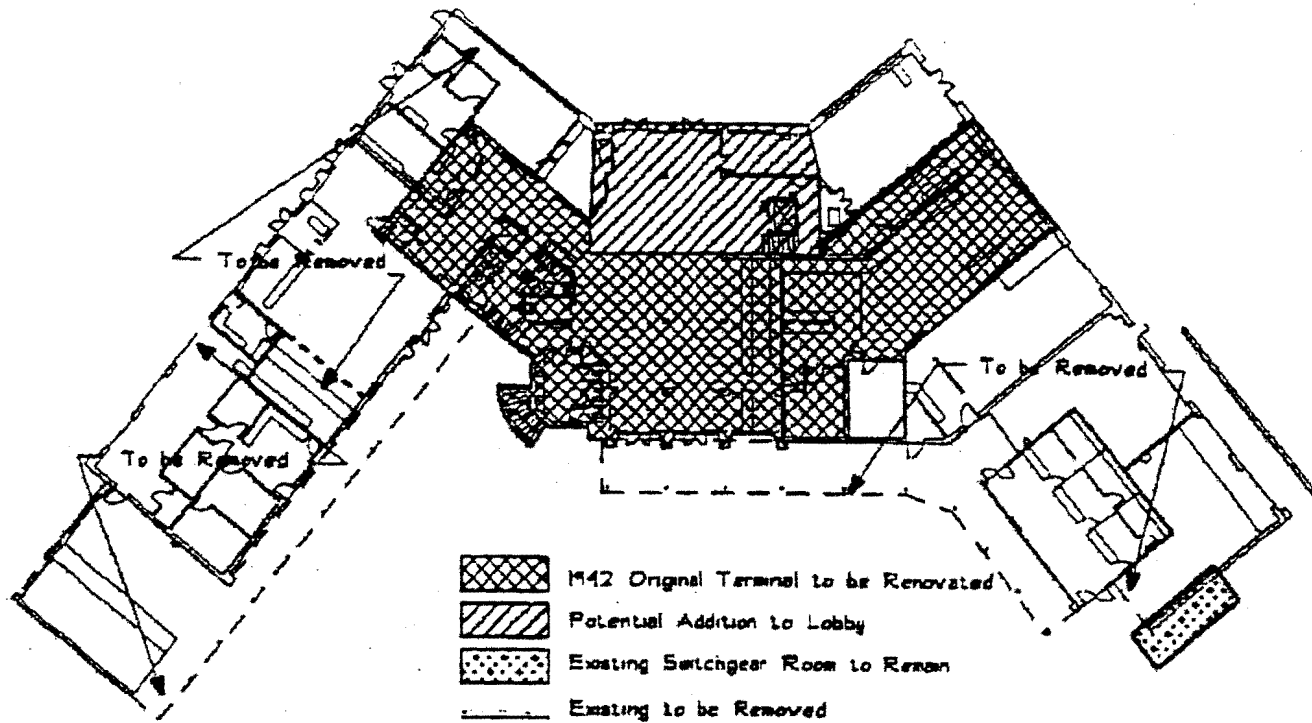 To be Removed
To be Removed
To be Removed
1942 Original Terminal to be Renovated
Potential Addition to Lobby
Existing Switchgear Room to Remain
Existing to be Removed